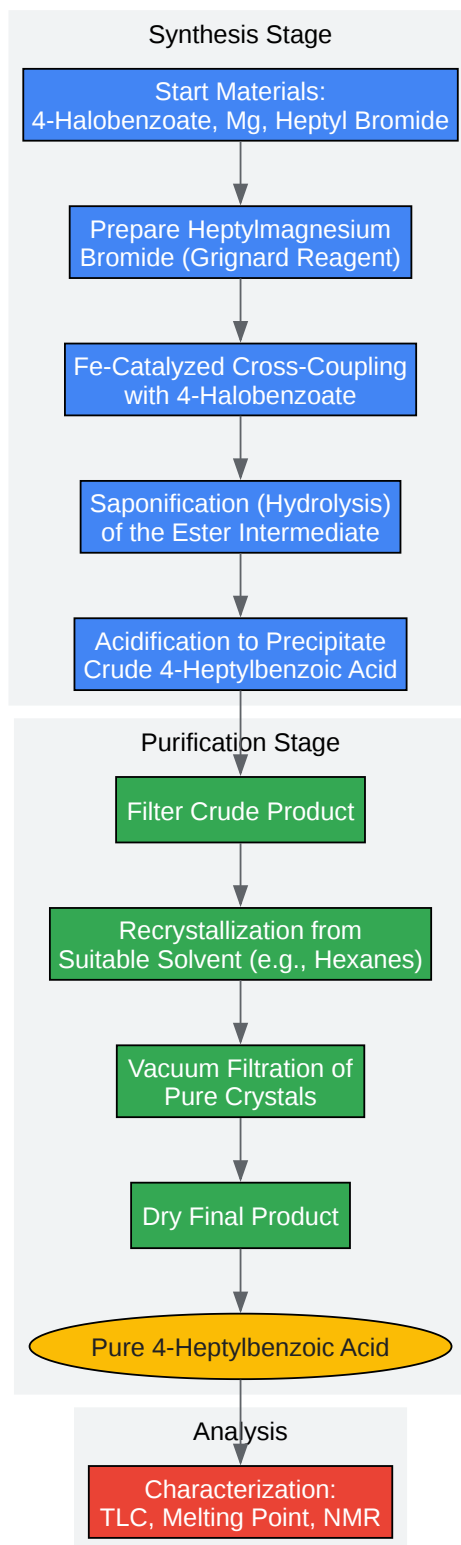 Synthesis Stage
Start Materials:
4-Halobenzoate, Mg, Heptyl Bromide
Prepare Heptylmagnesium
Bromide (Grignard Reagent)
Fe-Catalyzed Cross-Coupling
with 4-Halobenzoate
Saponification (Hydrolysis)
of the Ester Intermediate
Acidification to Precipitate
Crude 4-Heptylbenzoic Acid
Purification Stage
Filter Crude Product
Recrystallization from
Suitable Solvent (e.g., Hexanes)
Vacuum Filtration of
Pure Crystals
Dry Final Product
Pure 4-Heptylbenzoic Acid
Analysis
Characterization:
TLC, Melting Point, NMR